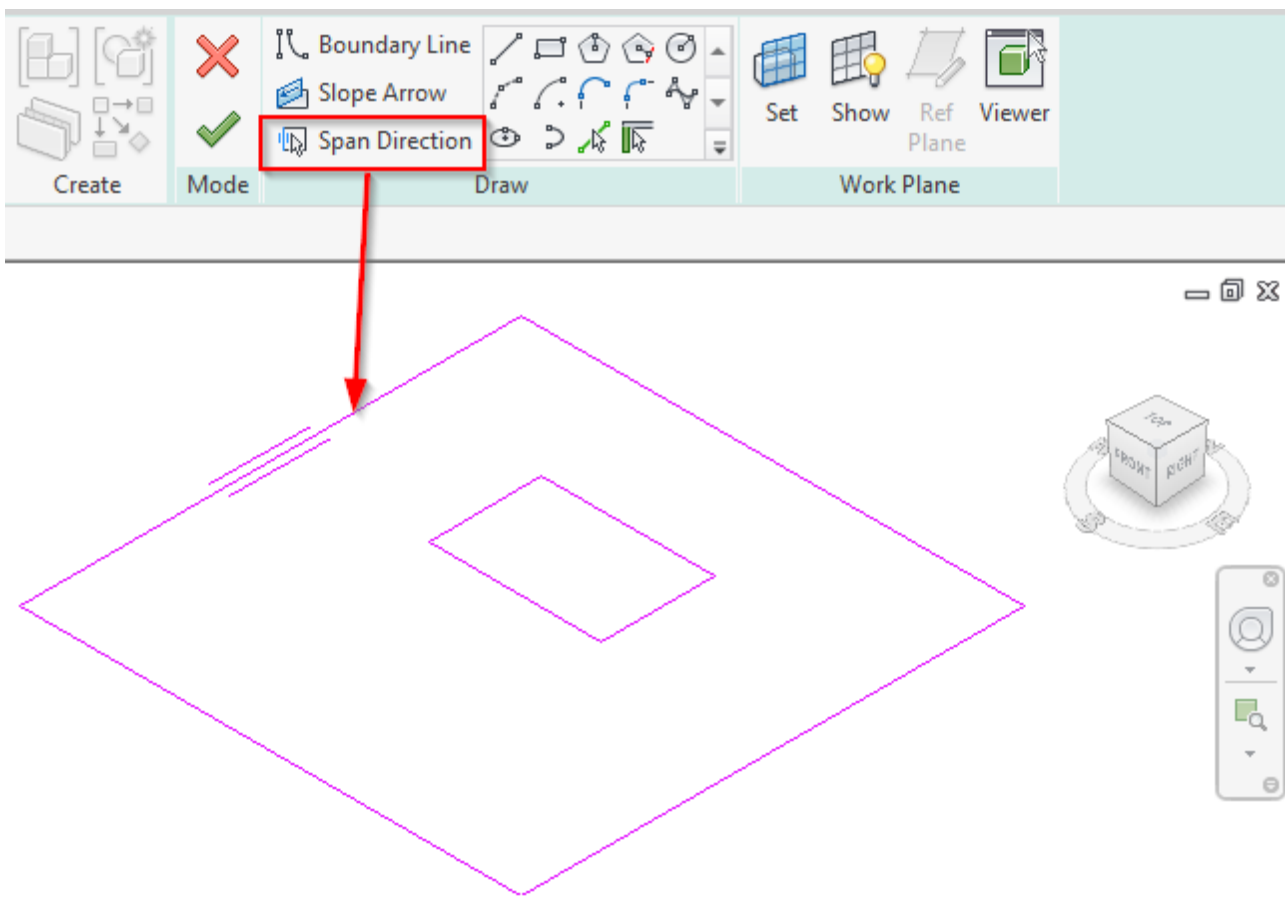 Boundary Line
Slope Arrow
Span Direction
Set
Show
Ref
Plane
Viewer
Create
Mode
Draw
Work Plane
TOP
FRONT
RIGHT